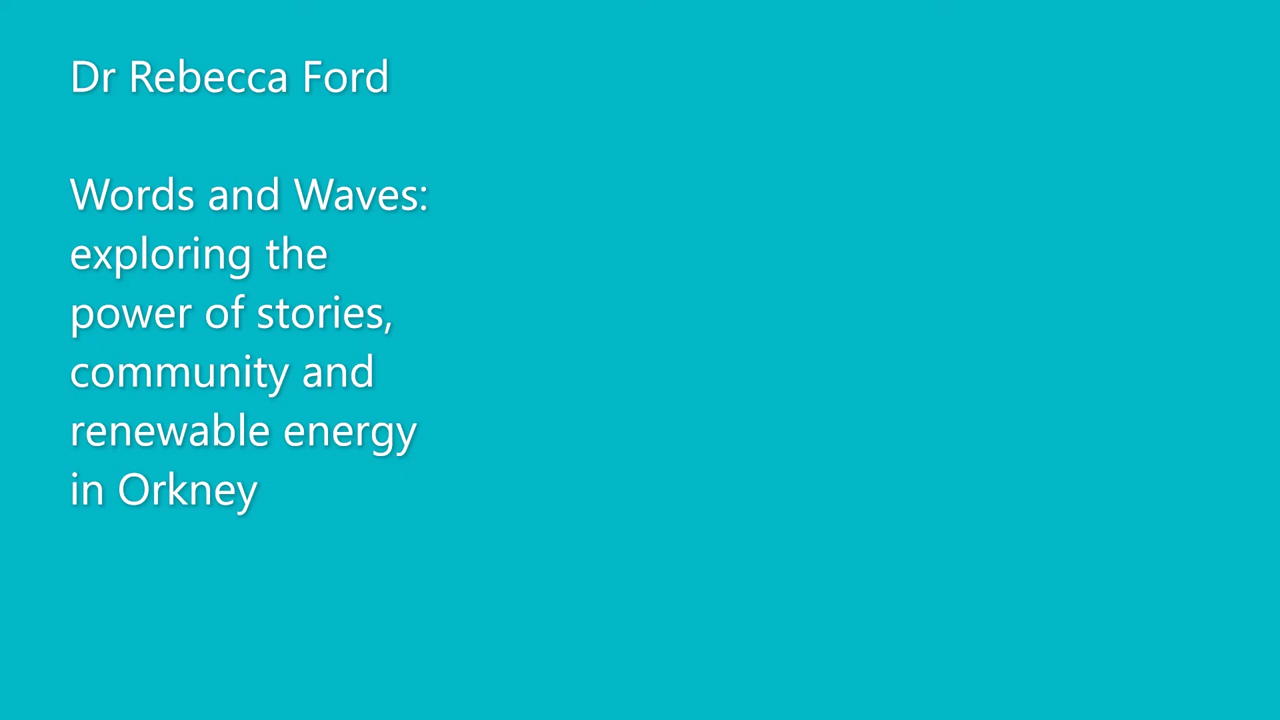 Dr Rebecca Ford
Words and Waves:
exploring the
power of stories,
community and
renewable energy
in Orkney